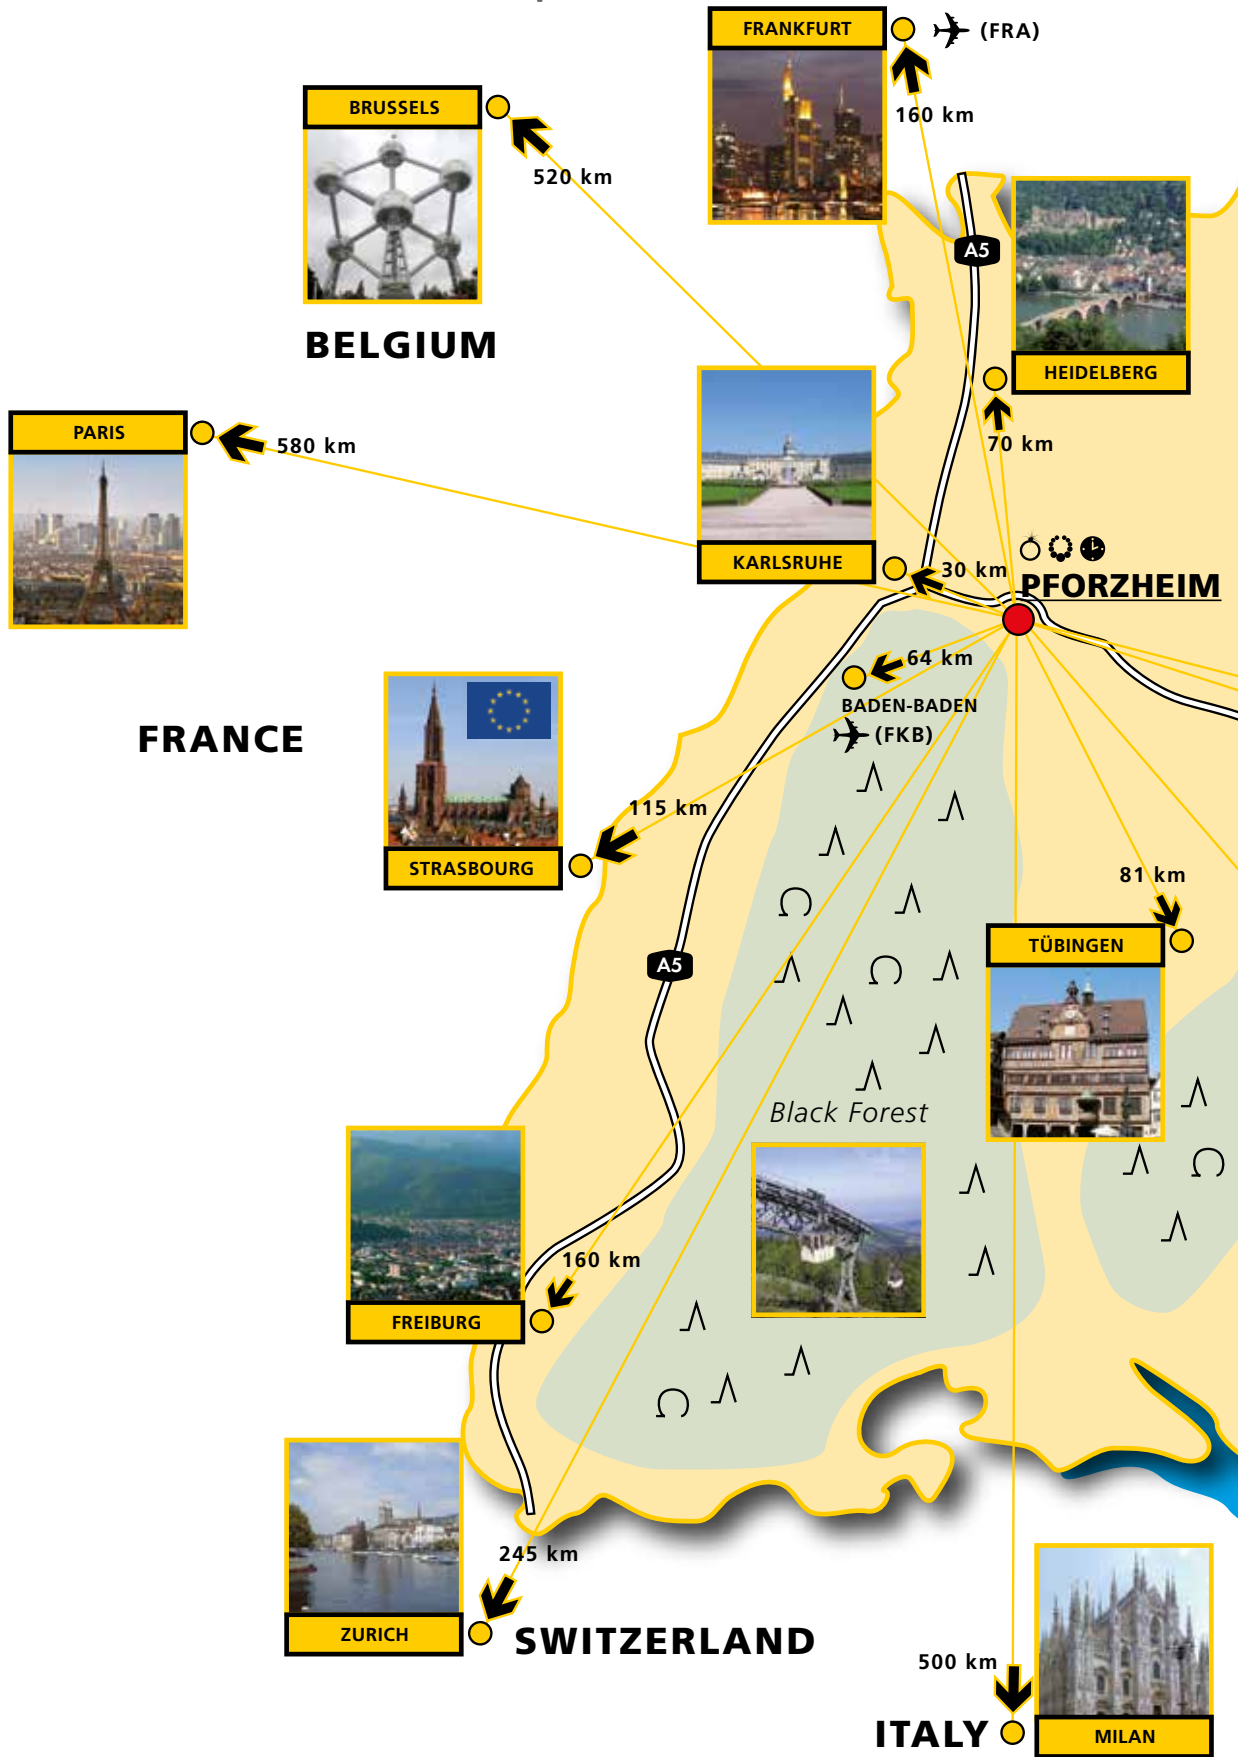 FRANKFURT
(FRA)
160 km
BRUSSELS
520 km
BELGIUM
A5
HEIDELBERG
70 km
PARIS
580 km
KARLSRUHE
30 km
PFORZHEIM
64 km
BADEN-BADEN
(FKB)
FRANCE
115 km
STRASBOURG
81 km
TÜBINGEN
A5
Black Forest
160 km
FREIBURG
245 km
ZURICH
SWITZERLAND
500 km
ITALY
MILAN